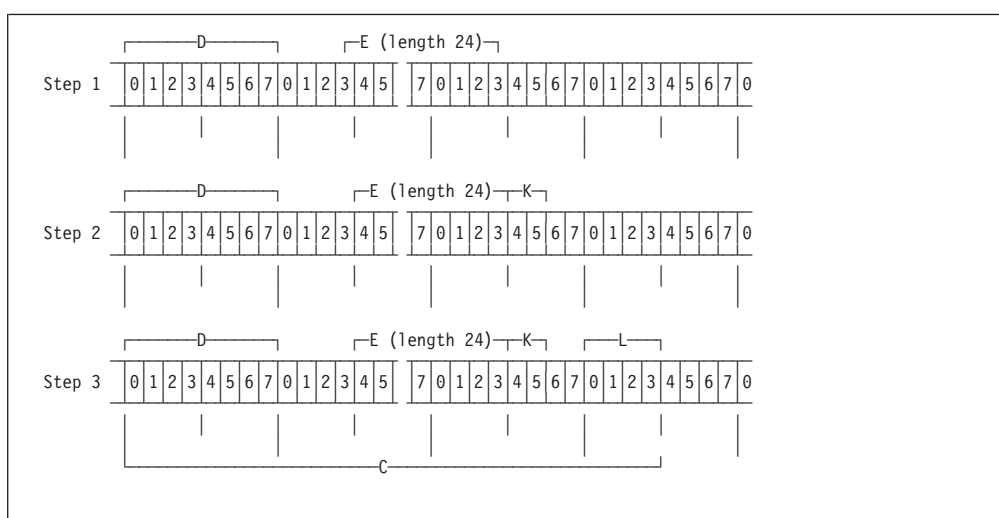 D E (length 24)
Step 1 0 1 2 3 4 5 6 7 0 1 2 3 4 5 7 0 1 2 3 4 5 6 7 0 1 2 3 4 5 6 7 0
D E (length 24) K
Step 2 0 1 2 3 4 5 6 7 0 1 2 3 4 5 7 0 1 2 3 4 5 6 7 0 1 2 3 4 5 6 7 0
D E (length 24) K L
Step 3 0 1 2 3 4 5 6 7 0 1 2 3 4 5 7 0 1 2 3 4 5 6 7 0 1 2 3 4 5 6 7 0
C